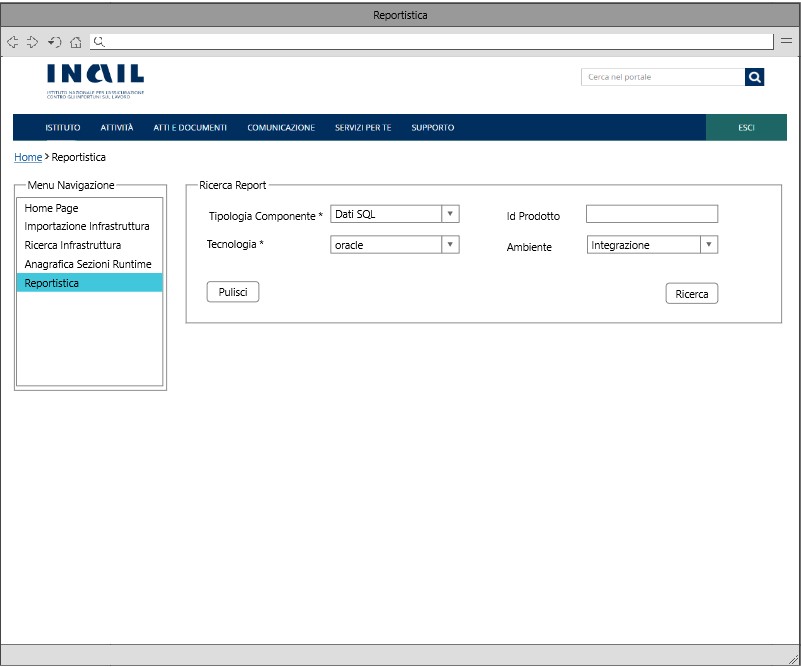 Reportistica
INAIL
ISTITUTO NAZIONALE PER L'ASSICURAZIONE
CONTRO GLI INFORTUNI SUL LAVORO
Cerca nel portale
ISTITUTO ATTIVITÀ ATTI E DOCUMENTI COMUNICAZIONE SERVIZI PER TE SUPPORTO ESCI
Home > Reportistica
Menu Navigazione
Home Page
Importazione Infrastruttura
Ricerca Infrastruttura
Anagrafica Sezioni Runtime
Reportistica
Ricerca Report
Tipologia Componente * Dati SQL Id Prodotto
Tecnologia * oracle Ambiente Integrazione
Pulisci Ricerca